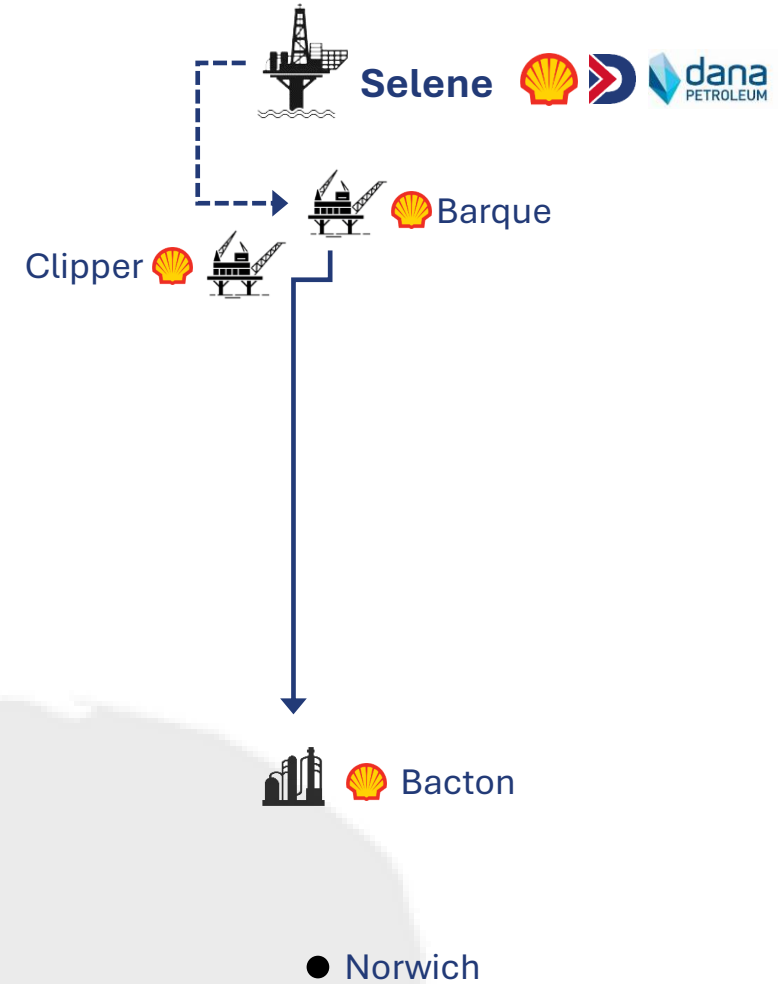 Selene
dana
PETROLEUM
Barque
Clipper
Bacton
Norwich